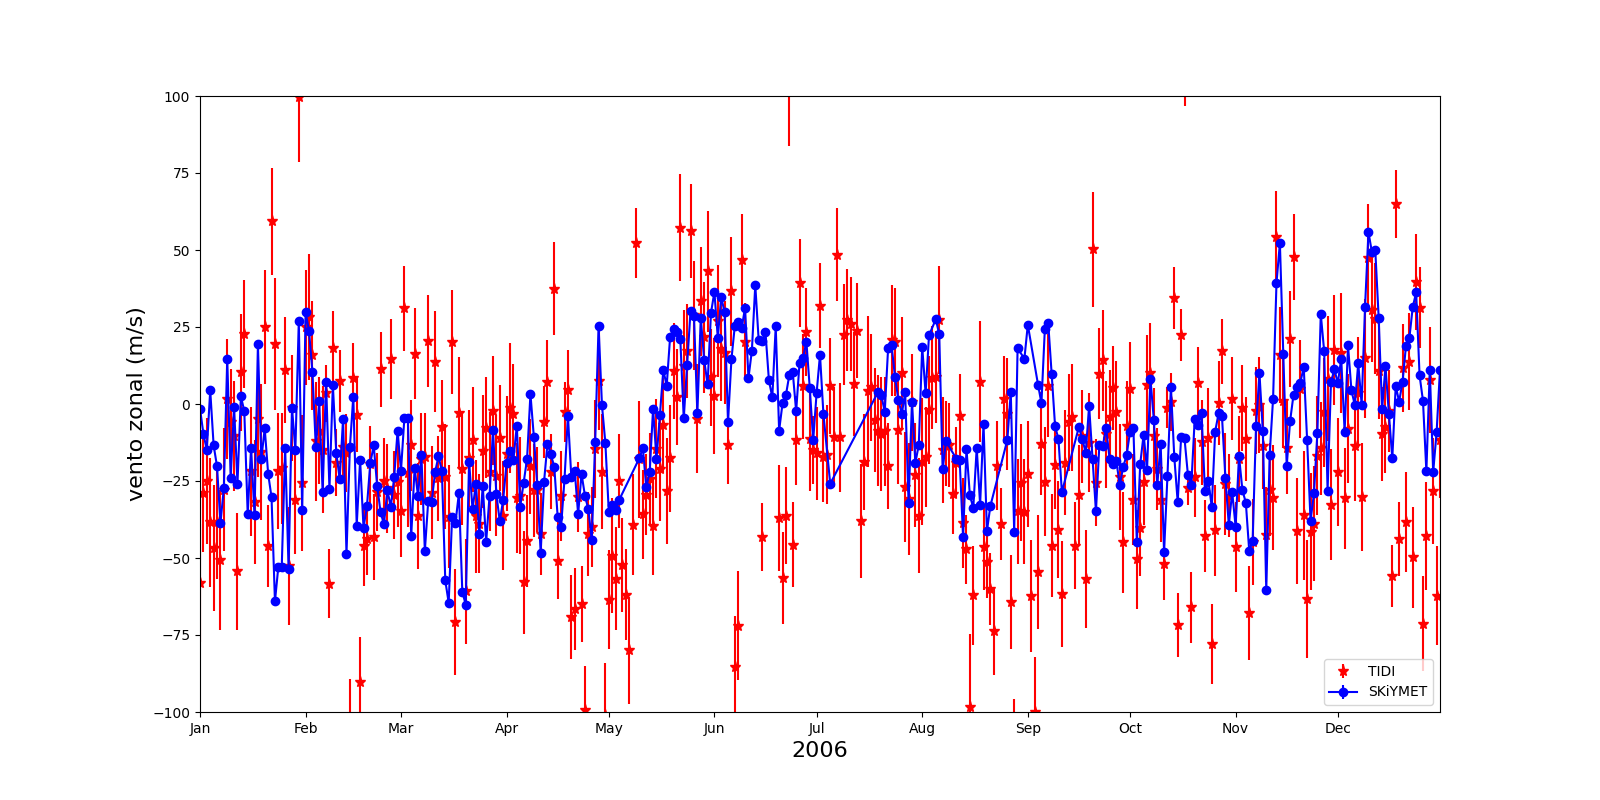 100
75
50
25
0
−25
−50
−75
−100
vento zonal (m/s)
TIDI
SKiYMET
Jan Feb Mar Apr May Jun Jul Aug Sep Oct Nov Dec
2006